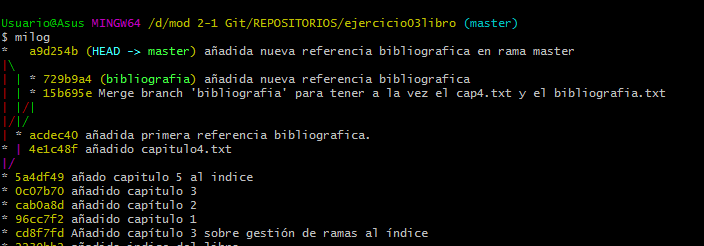 Usuario@Asus MINGW64 /d/mod 2-1 Git/REPOSITORIOS/ejercicio03libro (master)
$ milog
*   a9d254b (HEAD -> master) añadida nueva referencia bibliografica en rama master
|\
| | * 729b9a4 (bibliografia) añadida nueva referencia bibliografica
| | * 15b695e Merge branch 'bibliografia' para tener a la vez el cap4.txt y el bibliografia.txt
| |/|
|/|/
| * acdec40 añadida primera referencia bibliografica.
* | 4e1c48f añadido capitulo4.txt
|/
* 5a4df49 añado capitulo 5 al indice
* 0c07b70 añadido capitulo 3
* cab0a8d añadido capítulo 2
* 96cc7f2 añadido capitulo 1
* cd8f7fd Añadido capítulo 3 sobre gestión de ramas al índice